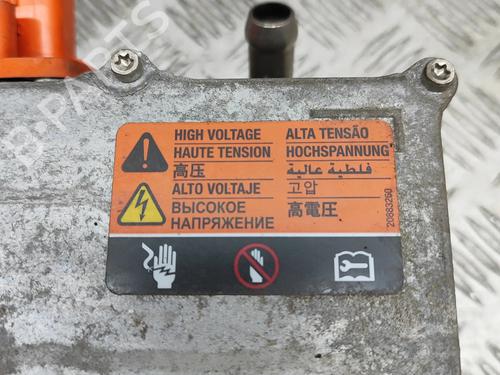 HIGH VOLTAGE
HAUTE TENSION
高压
ALTO VOLTAJE
ВЫСОКОЕ
НАПРЯЖЕНИЕ
ALTA TENSÃO
HOCHSPANNUNG
فلطية عالية
고압
高電圧
20883260
B-PARTS